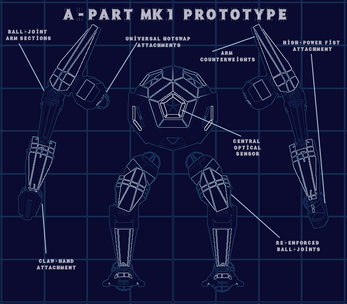 A-PART MK1 PROTOTYPE
BALL-JOINT
ARM SECTIONS
UNIVERSAL HOTSWAP
ATTACHMENTS
ARM
COUNTERWEIGHTS
HIGH-POWER FIST
ATTACHMENT
CENTRAL
OPTICAL
SENSOR
CLAW-HAND
ATTACHMENT
RE-ENFORCED
BALL-JOINTS